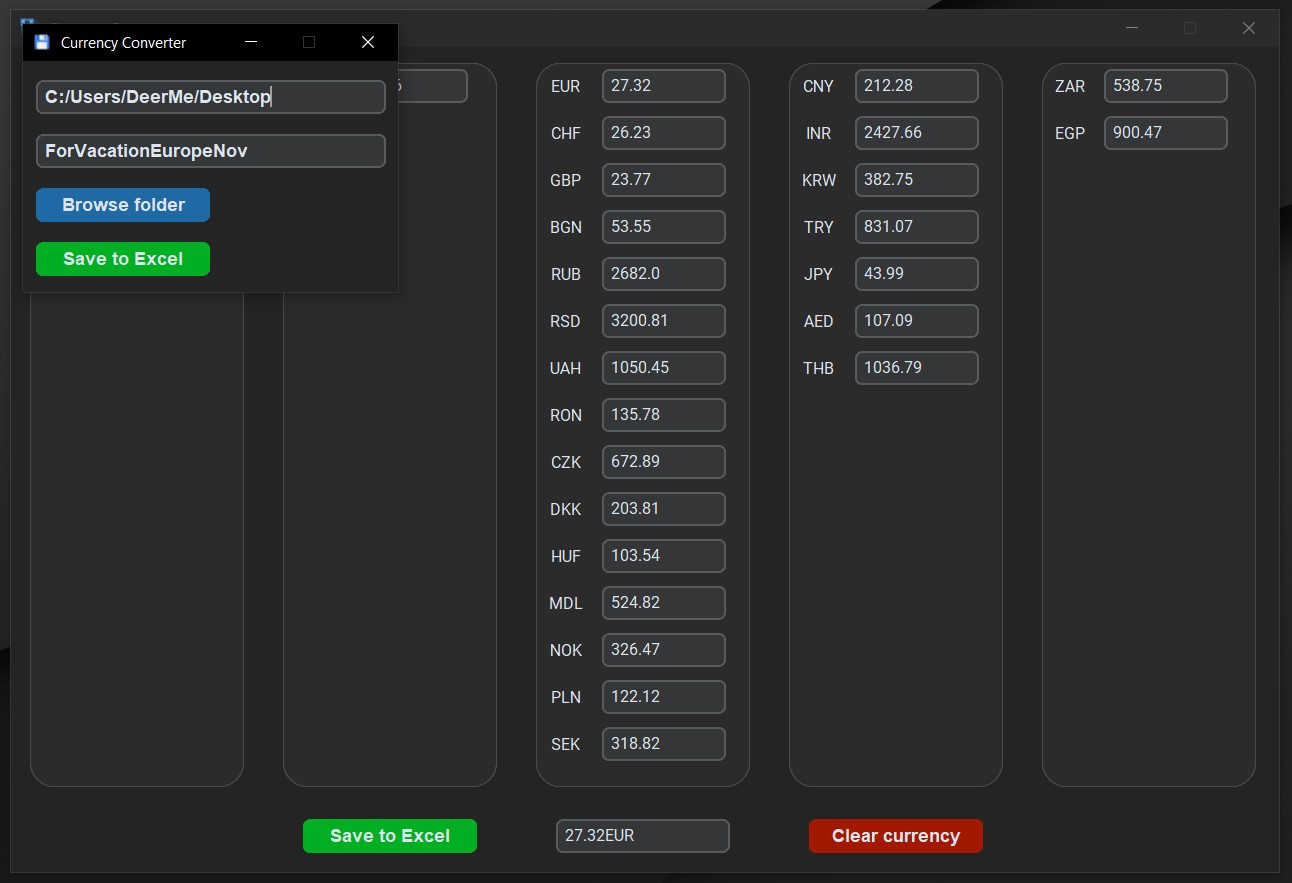 Currency Converter
C:/Users/DeerMe/Desktop
ForVacationEuropeNov
Browse folder
Save to Excel
EUR 27.32
CHF 26.23
GBP 23.77
BGN 53.55
RUB 2682.0
RSD 3200.81
UAH 1050.45
RON 135.78
CZK 672.89
DKK 203.81
HUF 103.54
MDL 524.82
NOK 326.47
PLN 122.12
SEK 318.82
CNY 212.28
INR 2427.66
KRW 382.75
TRY 831.07
JPY 43.99
AED 107.09
THB 1036.79
ZAR 538.75
EGP 900.47
Save to Excel
27.32EUR
Clear currency